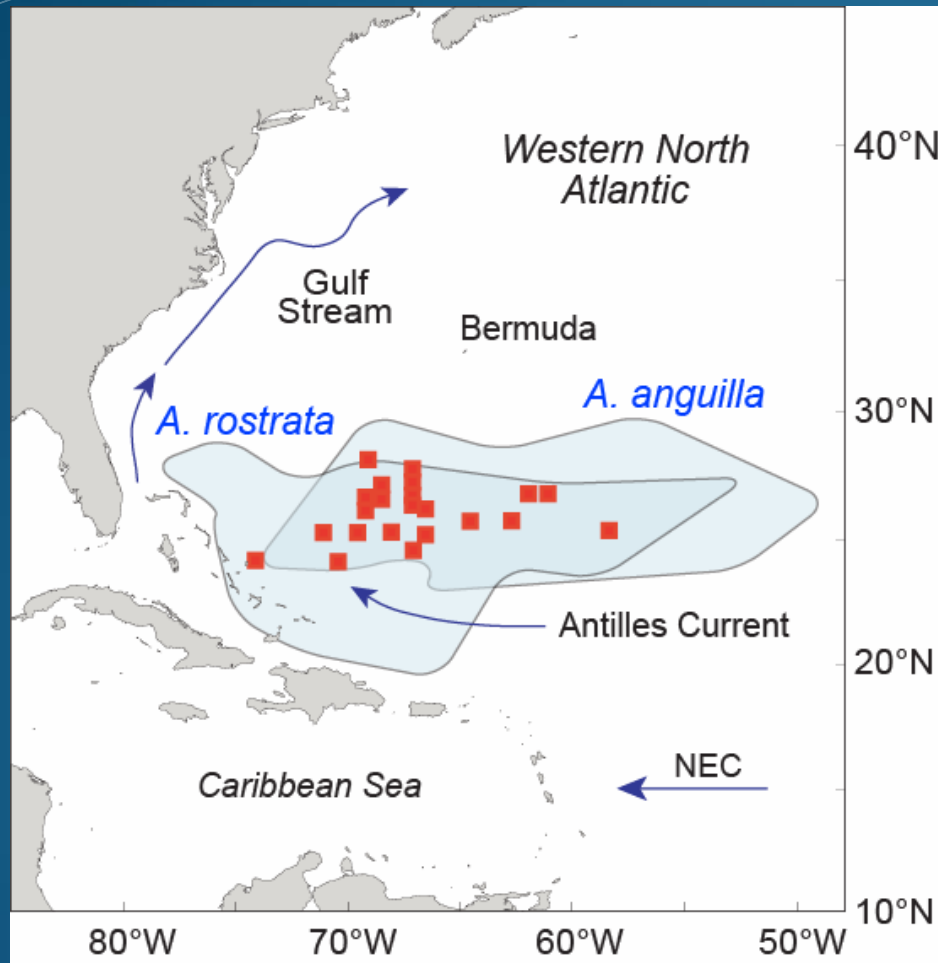 Western North
Atlantic
40°N
Gulf
Stream
Bermuda
A. rostrata
A. anguilla
30°N
Antilles Current
20°N
NEC
Caribbean Sea
10°N
80°W
70°W
60°W
50°W